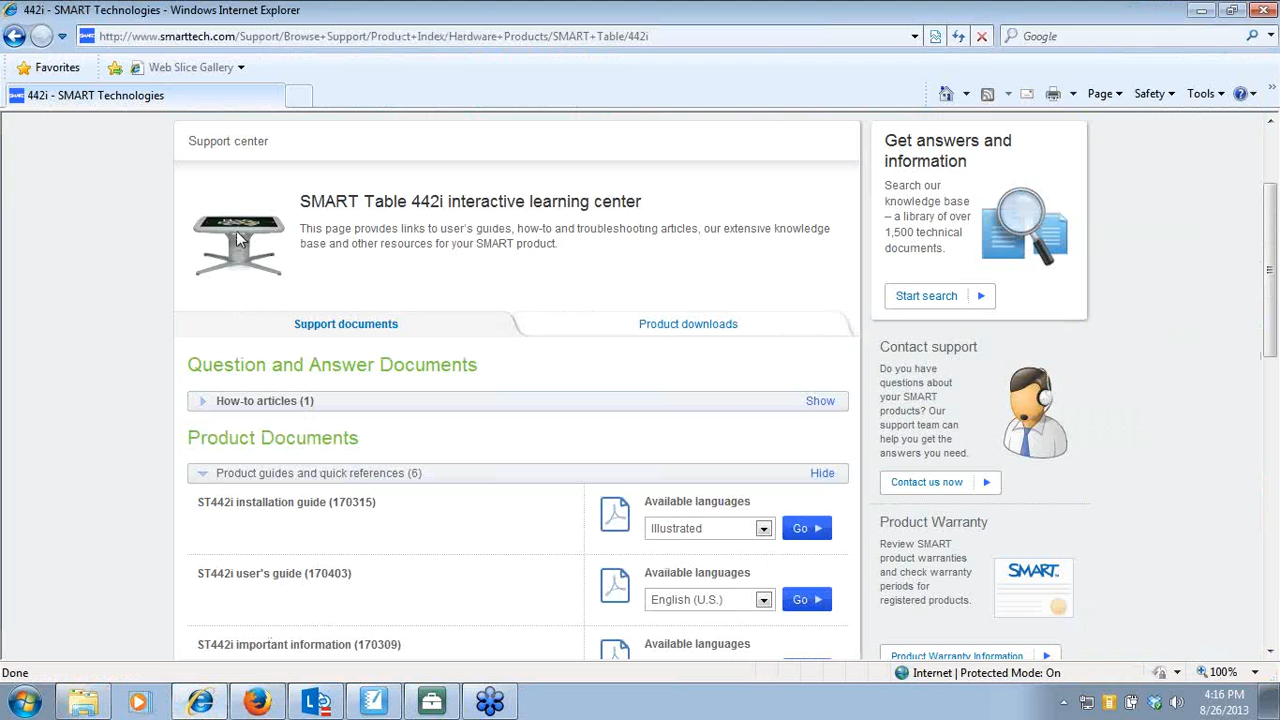 442i - SMART Technologies - Windows Internet Explorer
http://www.smarttech.com/Support/Browse+Support/Product+Index/Hardware+Products/SMART+Table/442i
Google
Favorites
Web Slice Gallery
442i - SMART Technologies
Page
Safety
Tools
Support center
SMART Table 442i interactive learning center
This page provides links to user's guides, how-to and troubleshooting articles, our extensive knowledge
base and other resources for your SMART product.
Support documents
Product downloads
Question and Answer Documents
How-to articles (1)
Show
Product Documents
Product guides and quick references (6)
Hide
ST442i installation guide (170315)
Available languages
Illustrated
Go
ST442i user's guide (170403)
Available languages
English (U.S.)
Go
ST442i important information (170309)
Available languages
Get answers and
information
Search our
knowledge base
– a library of over
1,500 technical
documents.
Start search
Contact support
Do you have
questions about
your SMART
products? Our
support team can
help you get the
answers you need.
Contact us now
Product Warranty
Review SMART
product warranties
and check warranty
periods for
registered products.
SMART
Product Warranty Information
Done
Internet | Protected Mode: On
100%
4:16 PM
8/26/2013